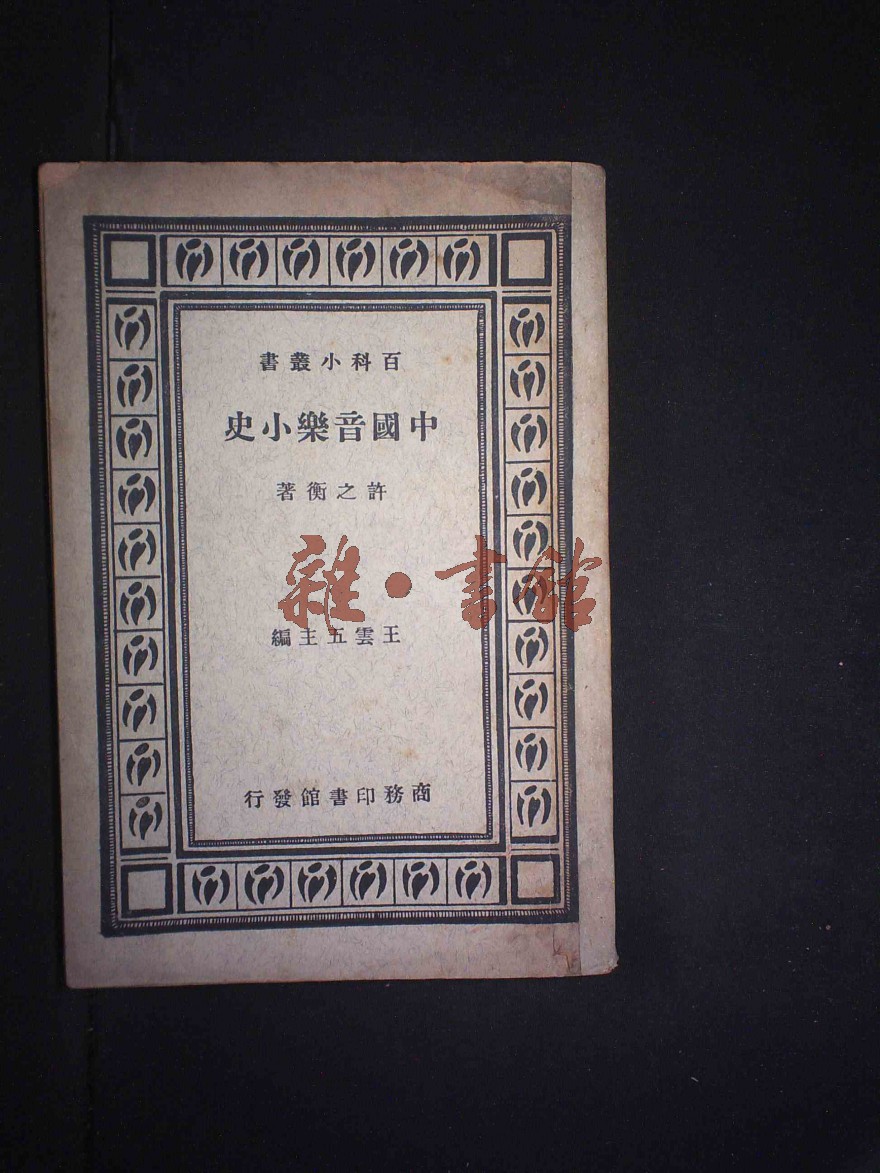 百科小叢書
中國音樂小史
許之衡著
雜·書館
王雲五主編
商務印書館發行